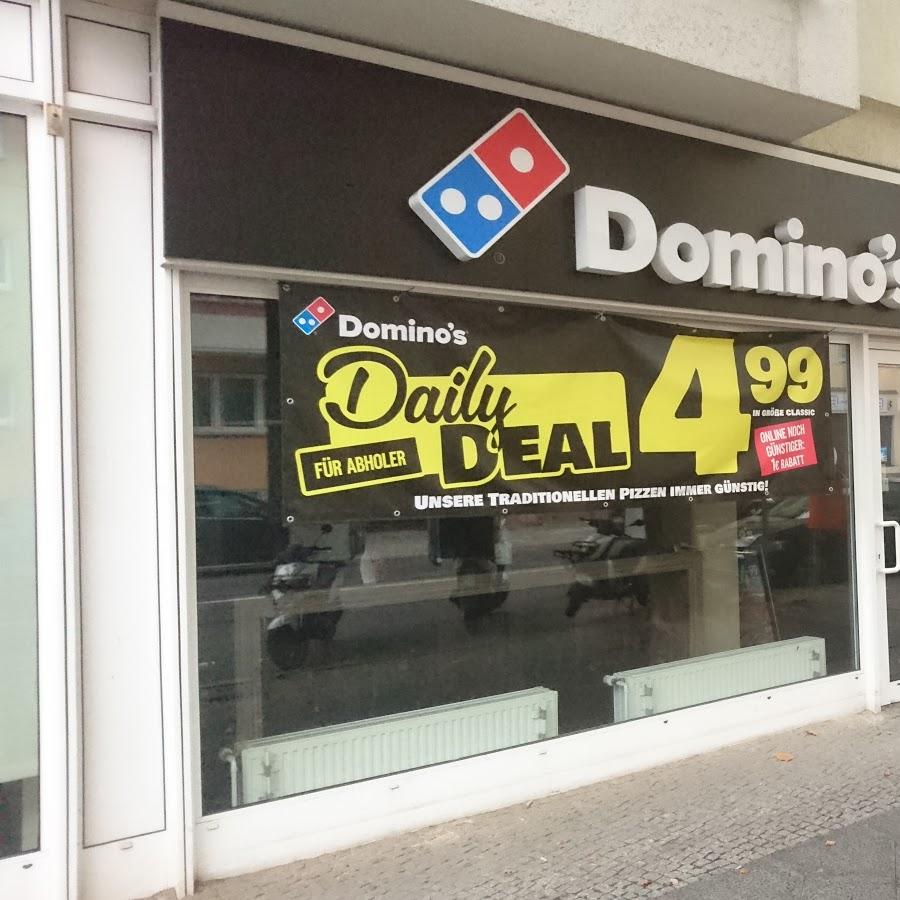 Domino's
Domino's
Daily
DEAL
FÜR ABHOLER
4 99
IN GRÖßE CLASSIC
ONLINE NOCH
GÜNSTIGER:
1€ RABATT
UNSERE TRADITIONELLEN PIZZEN IMMER GÜNSTIG!